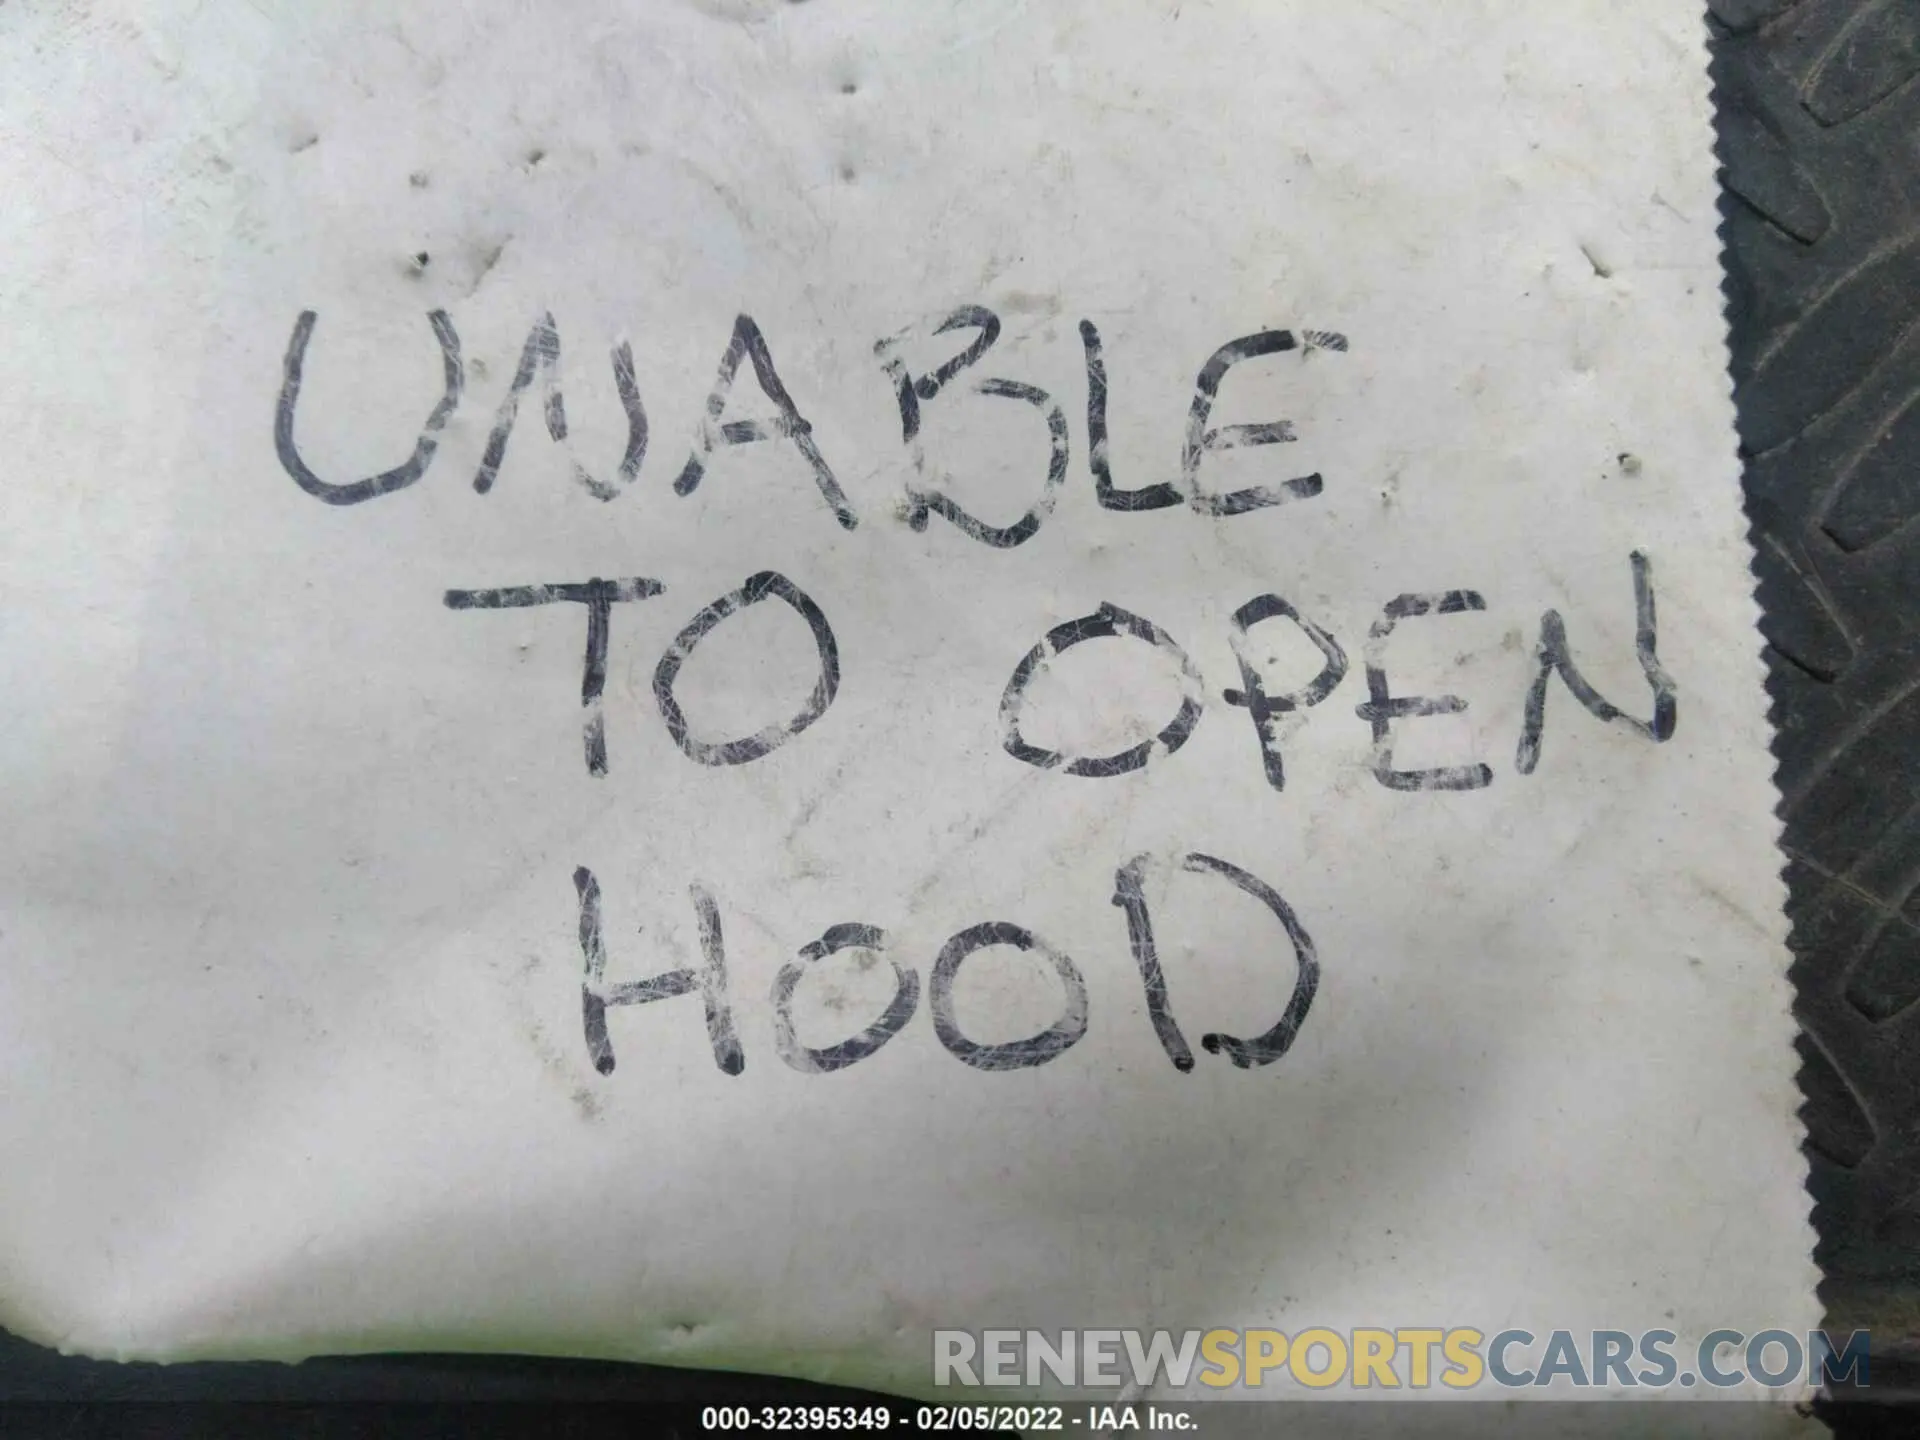 UNABLE
TO OPEN
HOOD
RENEWSPORTSCARS.COM
000-32395349 - 02/05/2022 - IAA Inc.